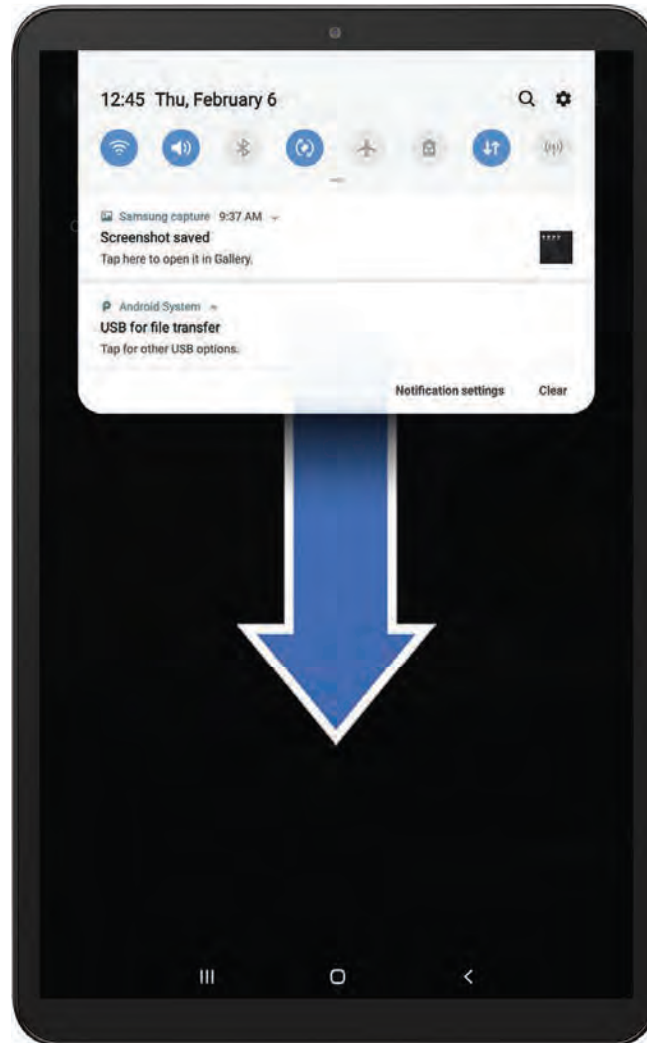 12:45 Thu, February 6
Samsung capture 9:37 AM
Screenshot saved
Tap here to open it in Gallery.
Android System
USB for file transfer
Tap for other USB options.
Notification settings Clear